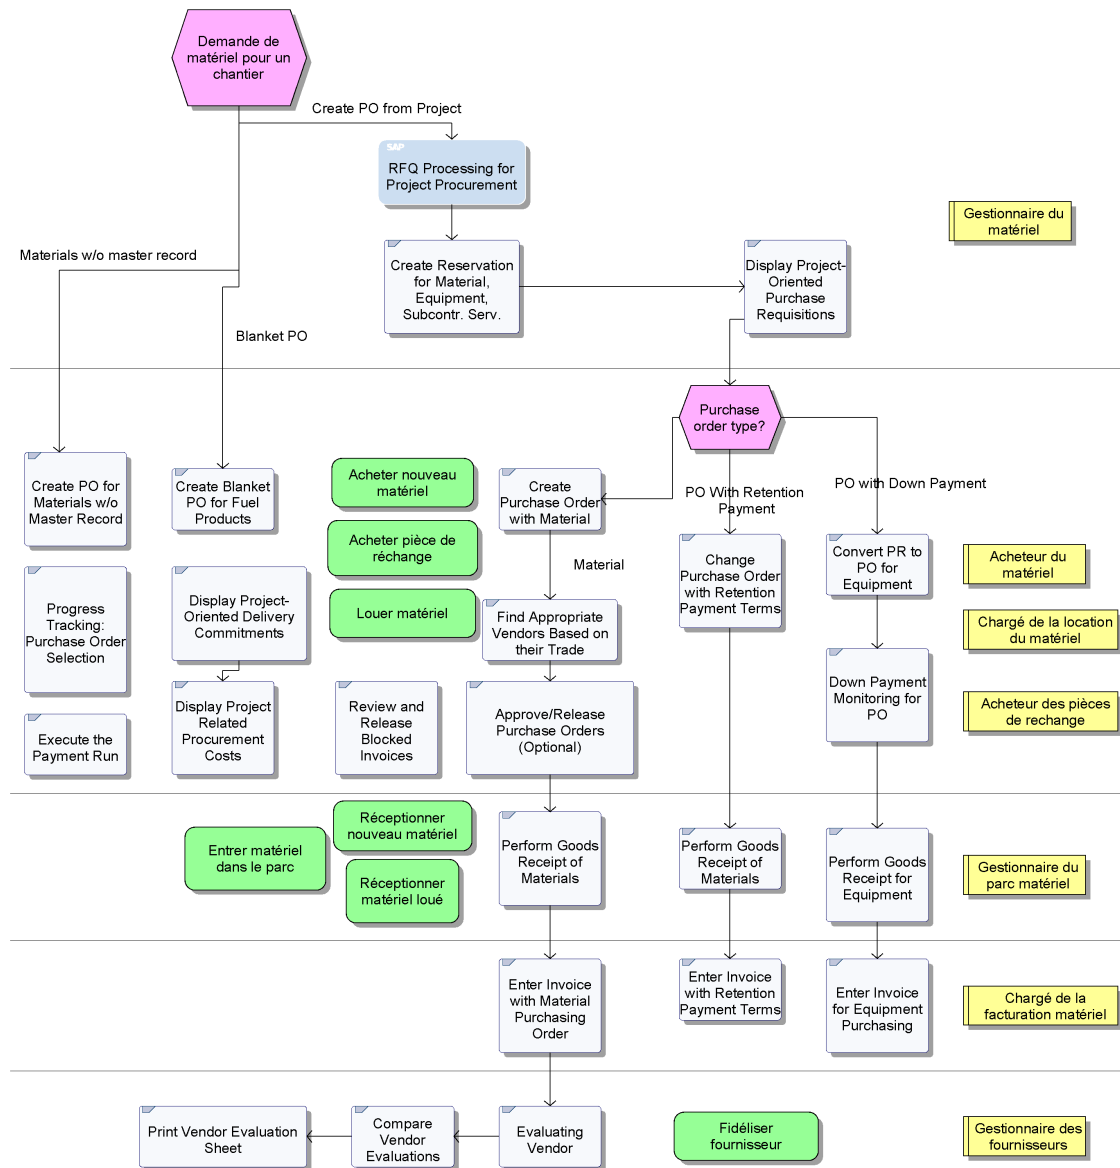 Demande de
matériel pour un
chantier
Create PO from Project
SAP
RFQ Processing for
Project Procurement
Gestionnaire du
matériel
Materials w/o master record
Create Reservation
for Material,
Equipment,
Subcontr. Serv.
Display Project-
Oriented
Purchase
Requisitions
Blanket PO
Purchase
order type?
Create PO for
Materials w/o
Master Record
Create Blanket
PO for Fuel
Products
Acheter nouveau
matériel
Create
Purchase Order
with Material
PO With Retention
Payment
PO with Down Payment
Acheter pièce de
réchange
Material
Change
Purchase Order
with Retention
Payment Terms
Convert PR to
PO for
Equipment
Acheteur du
matériel
Progress
Tracking:
Purchase Order
Selection
Display Project-
Oriented Delivery
Commitments
Louer matériel
Find Appropriate
Vendors Based on
their Trade
Chargé de la location
du matériel
Down Payment
Monitoring for
PO
Acheteur des pièces
de rechange
Execute the
Payment Run
Display Project
Related
Procurement
Costs
Review and
Release
Blocked
Invoices
Approve/Release
Purchase Orders
(Optional)
Réceptionner
nouveau matériel
Entrer matériel
dans le parc
Réceptionner
matériel loué
Perform Goods
Receipt of
Materials
Perform Goods
Receipt of
Materials
Perform Goods
Receipt for
Equipment
Gestionnaire du
parc matériel
Enter Invoice
with Material
Purchasing
Order
Enter Invoice
with Retention
Payment Terms
Enter Invoice
for Equipment
Purchasing
Chargé de la
facturation matériel
Print Vendor Evaluation
Sheet
Compare
Vendor
Evaluations
Evaluating
Vendor
Fidéliser
fournisseur
Gestionnaire des
fournisseurs